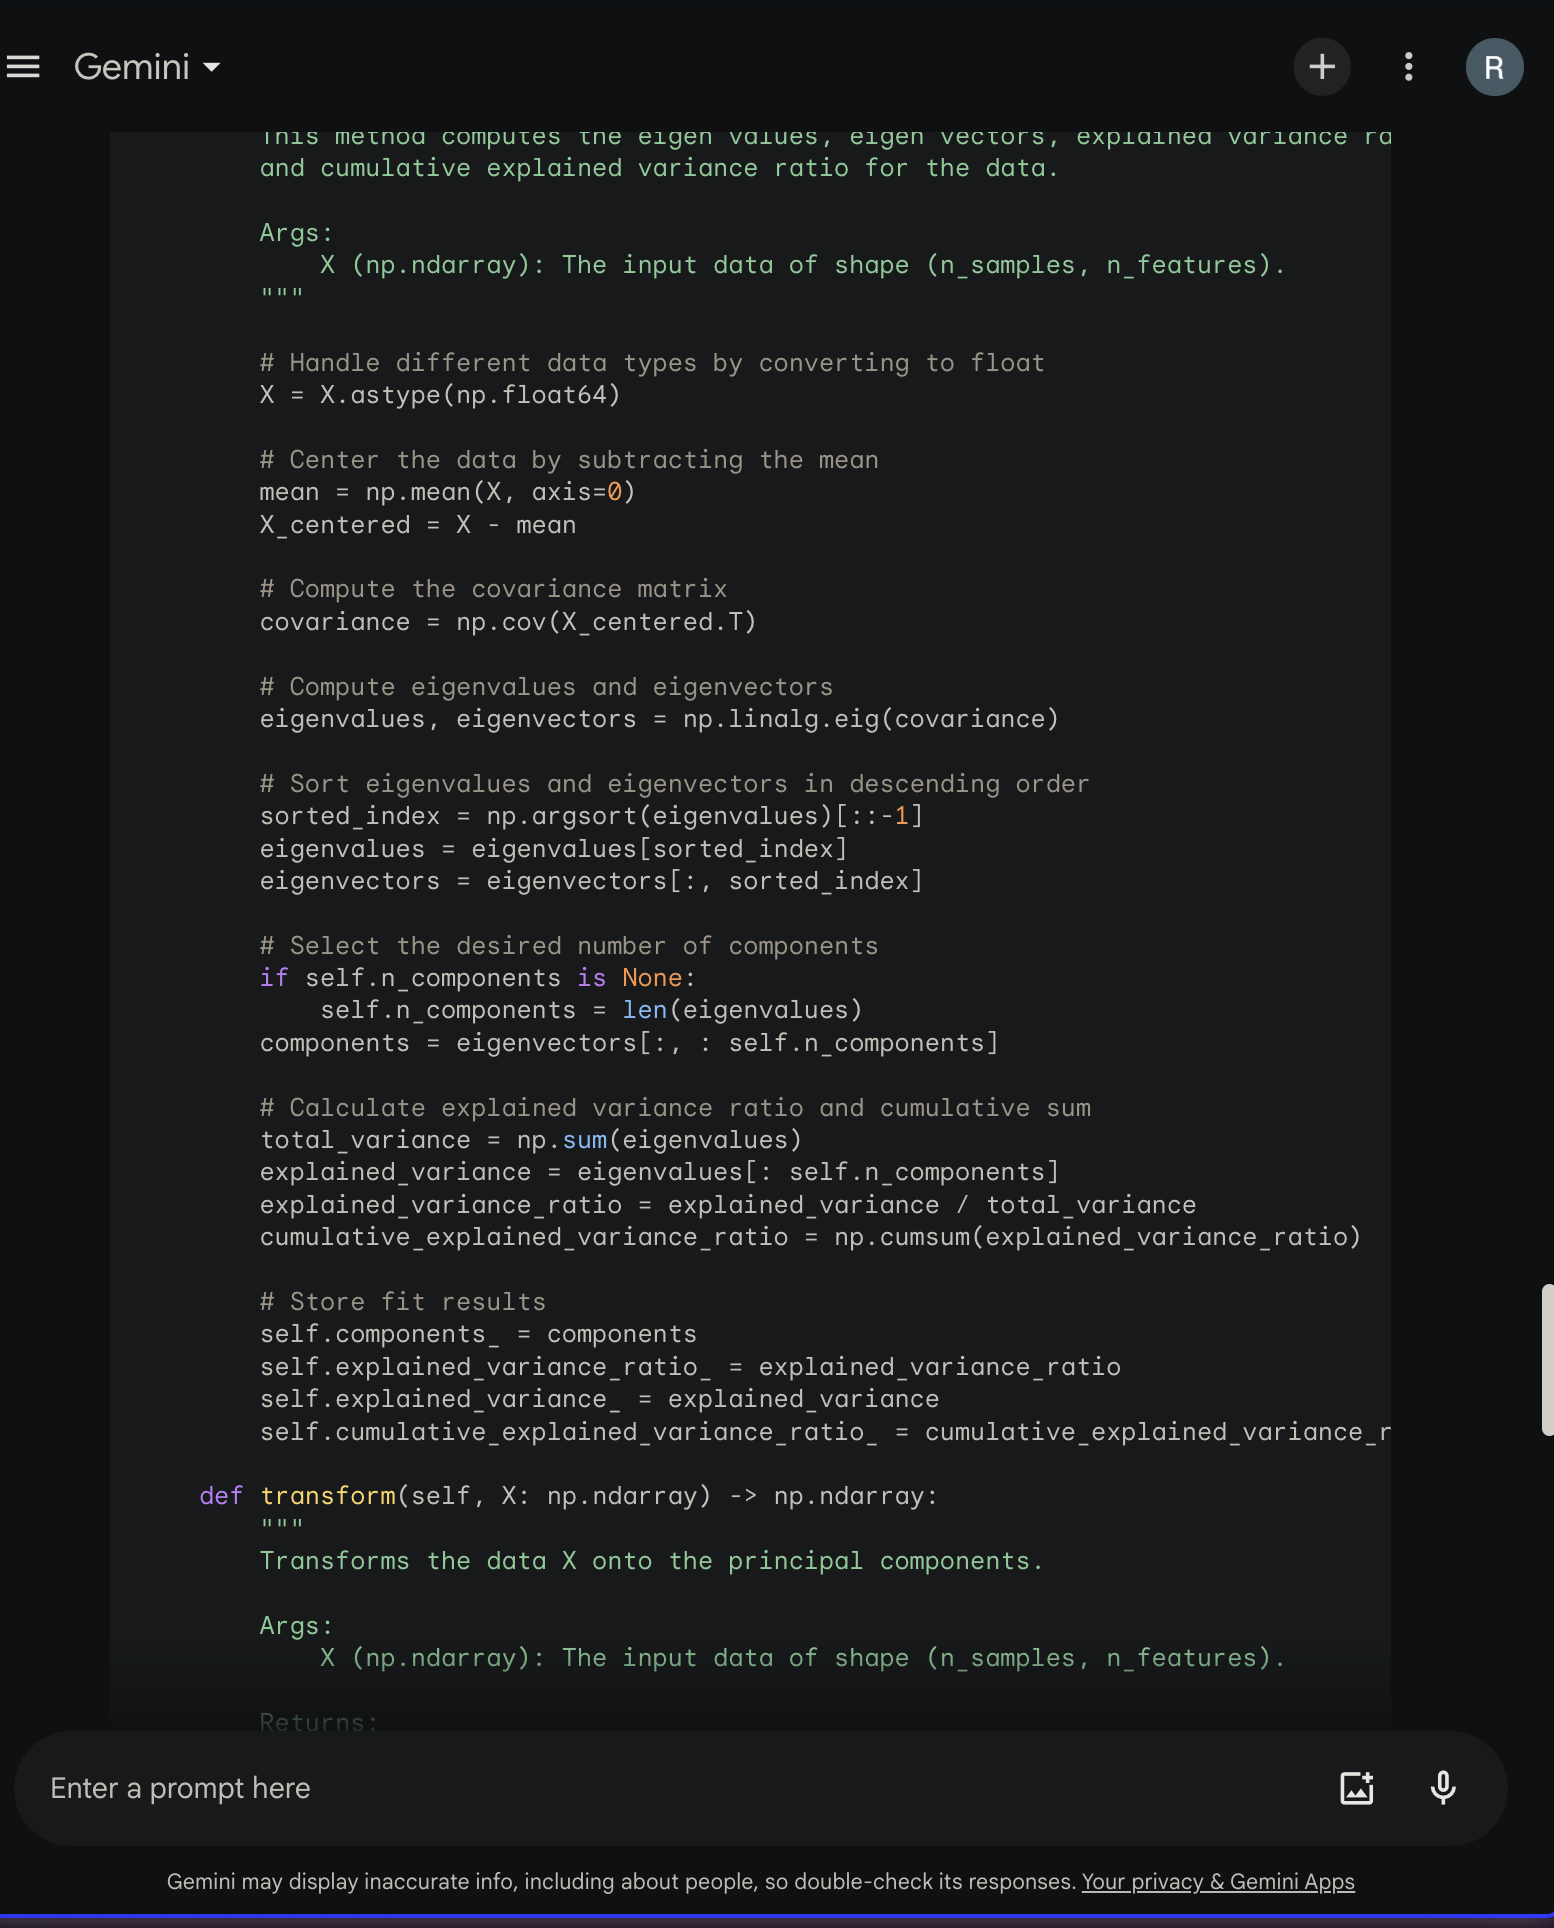 Gemini
R
This method computes the eigen values, eigen vectors, explained variance ra
and cumulative explained variance ratio for the data.
Args:
X (np.ndarray): The input data of shape (n_samples, n_features).
"""
# Handle different data types by converting to float
X = X.astype(np.float64)
# Center the data by subtracting the mean
mean = np.mean(X, axis=0)
X_centered = X - mean
# Compute the covariance matrix
covariance = np.cov(X_centered.T)
# Compute eigenvalues and eigenvectors
eigenvalues, eigenvectors = np.linalg.eig(covariance)
# Sort eigenvalues and eigenvectors in descending order
sorted_index = np.argsort(eigenvalues)[::-1]
eigenvalues = eigenvalues[sorted_index]
eigenvectors = eigenvectors[:, sorted_index]
# Select the desired number of components
if self.n_components is None:
self.n_components = len(eigenvalues)
components = eigenvectors[:, : self.n_components]
# Calculate explained variance ratio and cumulative sum
total_variance = np.sum(eigenvalues)
explained_variance = eigenvalues[: self.n_components]
explained_variance_ratio = explained_variance / total_variance
cumulative_explained_variance_ratio = np.cumsum(explained_variance_ratio)
# Store fit results
self.components_ = components
self.explained_variance_ratio_ = explained_variance_ratio
self.explained_variance_ = explained_variance
self.cumulative_explained_variance_ratio_ = cumulative_explained_variance_r
def transform(self, X: np.ndarray) -> np.ndarray:
"""
Transforms the data X onto the principal components.
Args:
X (np.ndarray): The input data of shape (n_samples, n_features).
Returns:
Enter a prompt here
Gemini may display inaccurate info, including about people, so double-check its responses. Your privacy & Gemini Apps